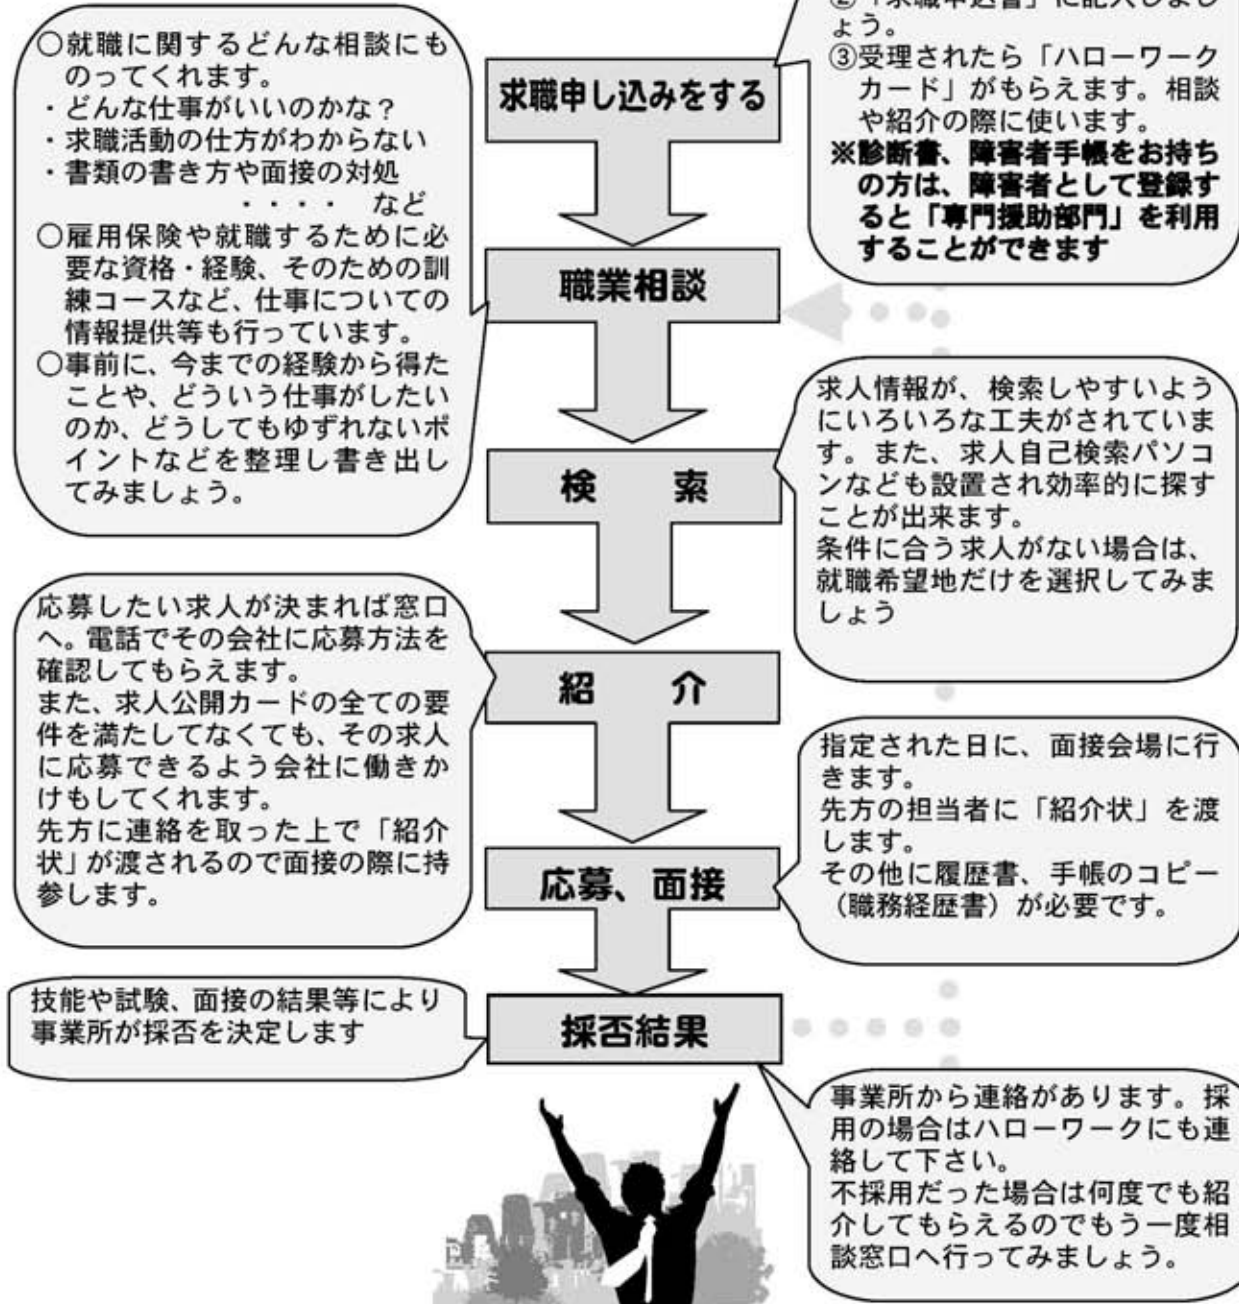 ②「求職申込書」に記入しまし
ょう。
③受理されたら「ハローワーク
カード」がもらえます。相談
や紹介の際に使います。
※診断書、障害者手帳をお持ち
の方は、障害者として登録す
ると「専門援助部門」を利用
することができます
求職申し込みをする
○就職に関するどんな相談にも
のってくれます。
・どんな仕事がいいのかな？
・求職活動の仕方がわからない
・書類の書き方や面接の対処
・・・・ など
○雇用保険や就職するために必
要な資格・経験、そのための訓
練コースなど、仕事についての
情報提供等も行っています。
○事前に、今までの経験から得た
ことや、どういう仕事がしたい
のか、どうしてもゆずれないポ
イントなどを整理し書き出し
てみましょう。
職業相談
検 索
求人情報が、検索しやすいよう
にいろいろな工夫がされていま
す。また、求人自己検索パソコ
ンなども設置され効率的に探す
ことが出来ます。
条件に合う求人がない場合は、
就職希望地だけを選択してみま
しょう
応募したい求人が決まれば窓口
へ。電話でその会社に応募方法を
確認してもらえます。
また、求人公開カードの全ての要
件を満たしてなくても、その求人
に応募できるよう会社に働きか
けもしてくれます。
先方に連絡を取った上で「紹介
状」が渡されるので面接の際に持
参します。
紹 介
応募、面接
指定された日に、面接会場に行
きます。
先方の担当者に「紹介状」を渡
します。
その他に履歴書、手帳のコピー
（職務経歴書）が必要です。
技能や試験、面接の結果等により
事業所が採否を決定します
採否結果
事業所から連絡があります。採
用の場合はハローワークにも連
絡して下さい。
不採用だった場合は何度でも紹
介してもらえるのでもう一度相
談窓口へ行ってみましょう。